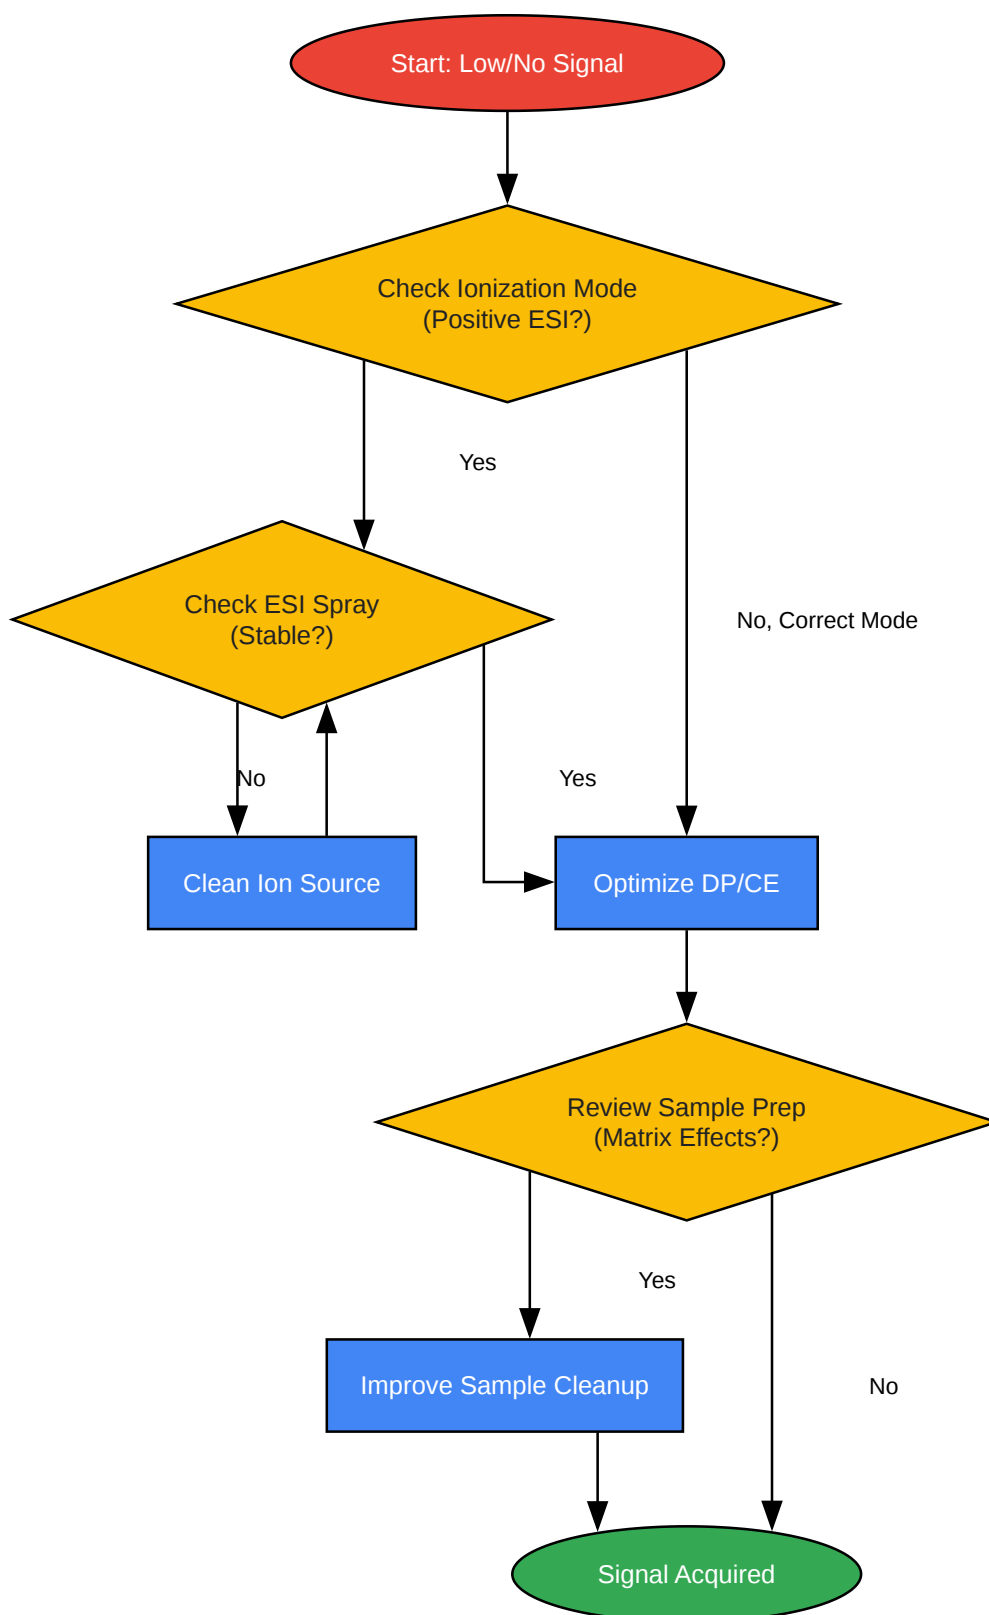 Start: Low/No Signal
Check Ionization Mode
(Positive ESI?)
Yes
Check ESI Spray
(Stable?)
No, Correct Mode
No
Yes
Clean Ion Source
Optimize DP/CE
Review Sample Prep
(Matrix Effects?)
Yes
Improve Sample Cleanup
No
Signal Acquired